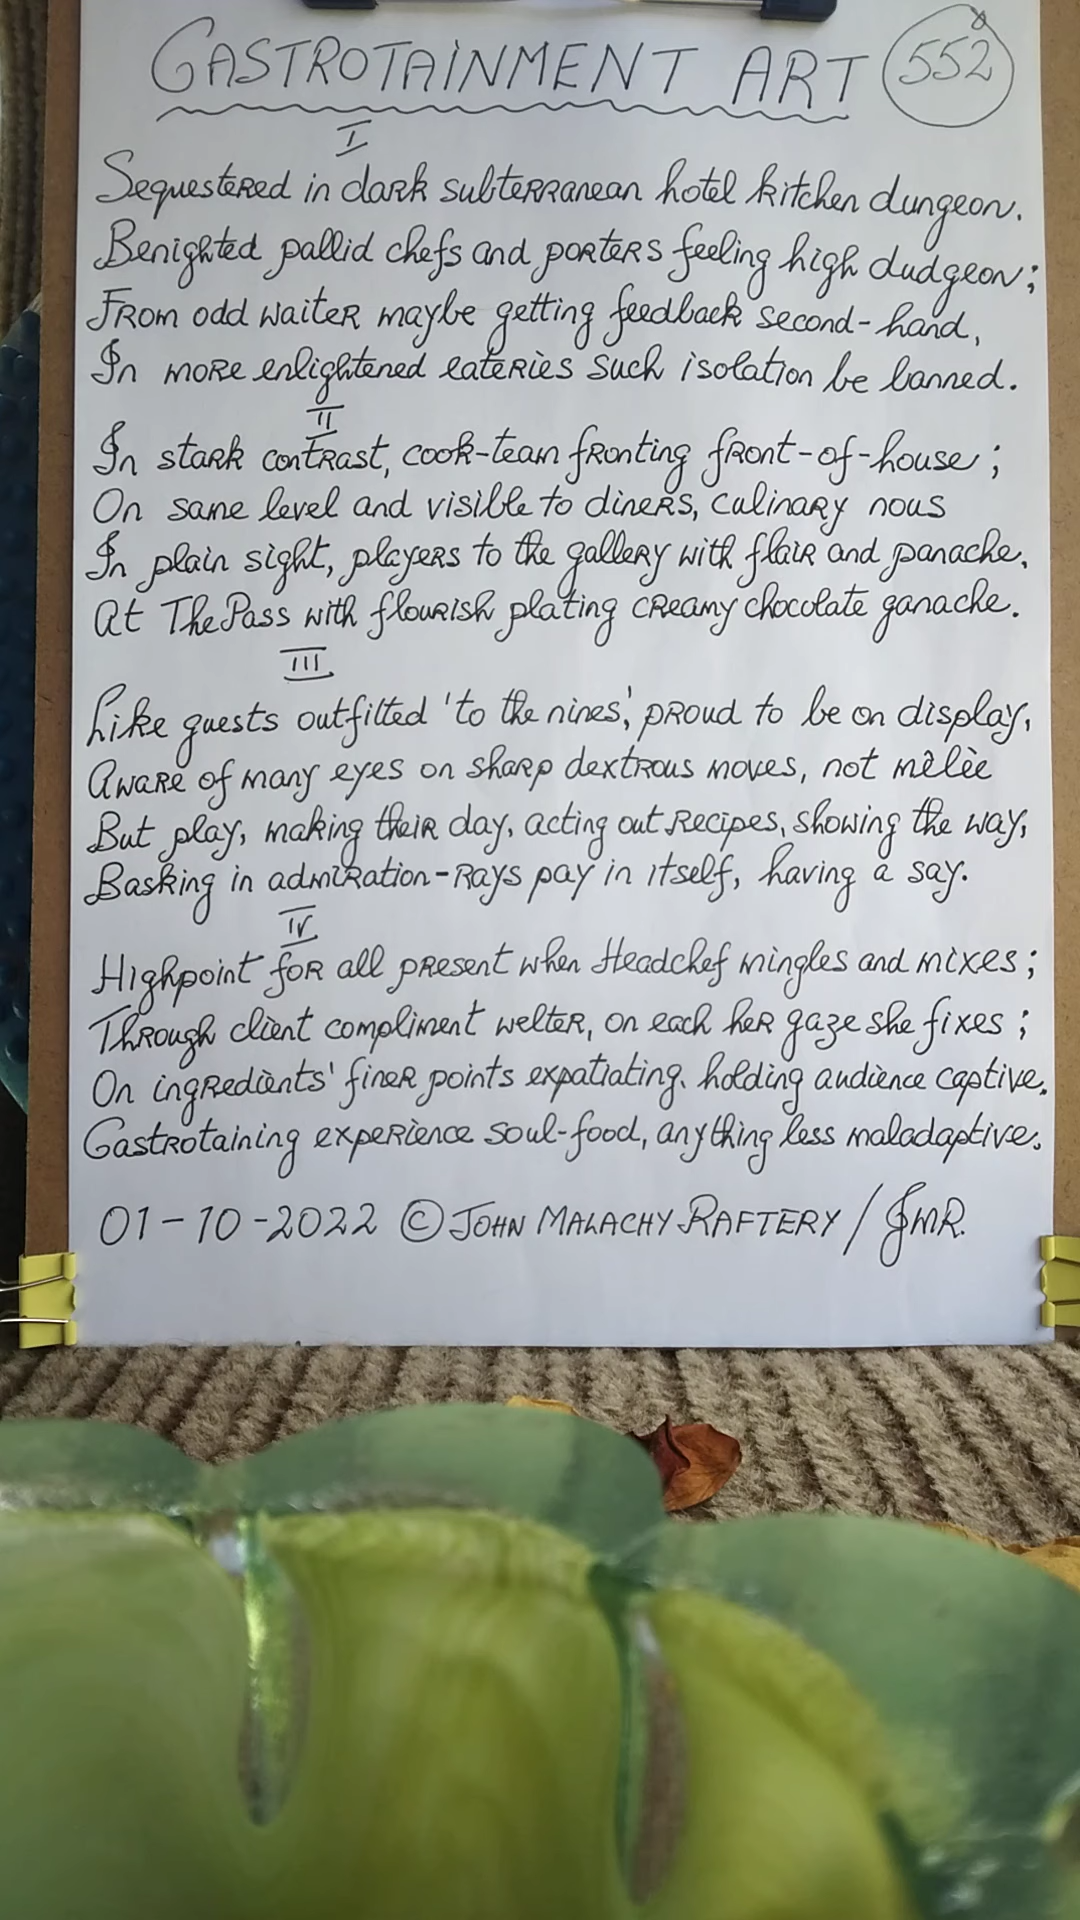 GASTROTAINMENT ART 552
I
Sequestered in dark subterranean hotel kitchen dungeon.
Benighted pallid chefs and porters feeling high dudgeon;
From odd waiter maybe getting feedback second-hand,
In more enlightened eateries such isolation be banned.
II
In stark contrast, cook-team fronting front-of-house;
On same level and visible to diners, culinary nous
In plain sight, players to the gallery with flair and panache,
At The Pass with flourish plating creamy chocolate ganache.
III
Like guests outfitted 'to the nines', proud to be on display,
Aware of many eyes on sharp dextrous moves, not mêlèe
But play, making their day, acting out recipes, showing the way,
Basking in admiration-rays pay in itself, having a say.
IV
Highpoint for all present when Headchef mingles and mixes;
Through client compliment welter, on each her gaze she fixes;
On ingredients' finer points expatiating, holding audience captive,
Gastrotaining experience soul-food, anything less maladaptive.
01-10-2022 © JOHN MALACHY RAFTERY / JMR.